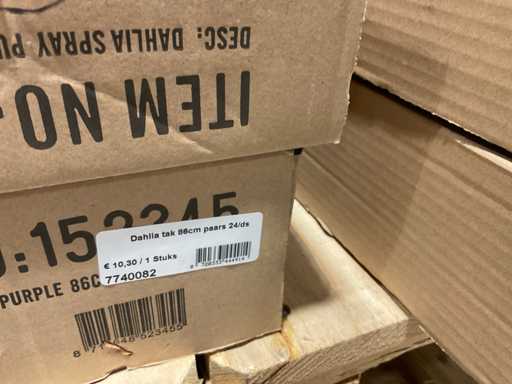 DESC: DAHLIA SPRAY PU
ITEM NO.
Dahlia tak 86cm paars 24/ds
€ 10,30 / 1 Stuks
7740082
PURPLE 86C